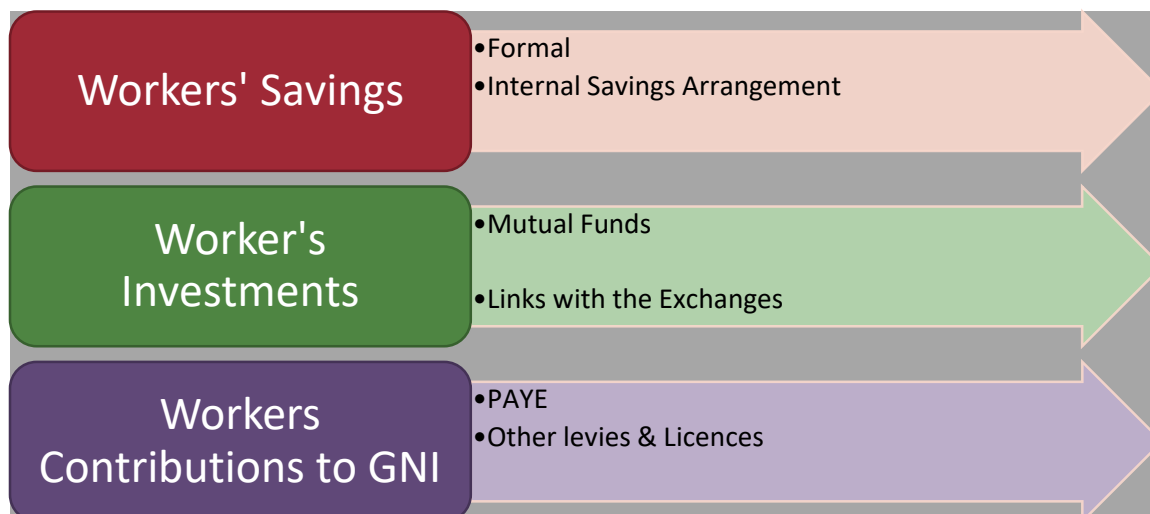 Workers' Savings
•Formal
•Internal Savings Arrangement
Worker's
Investments
•Mutual Funds
•Links with the Exchanges
Workers
Contributions to GNI
•PAYE
•Other levies & Licences